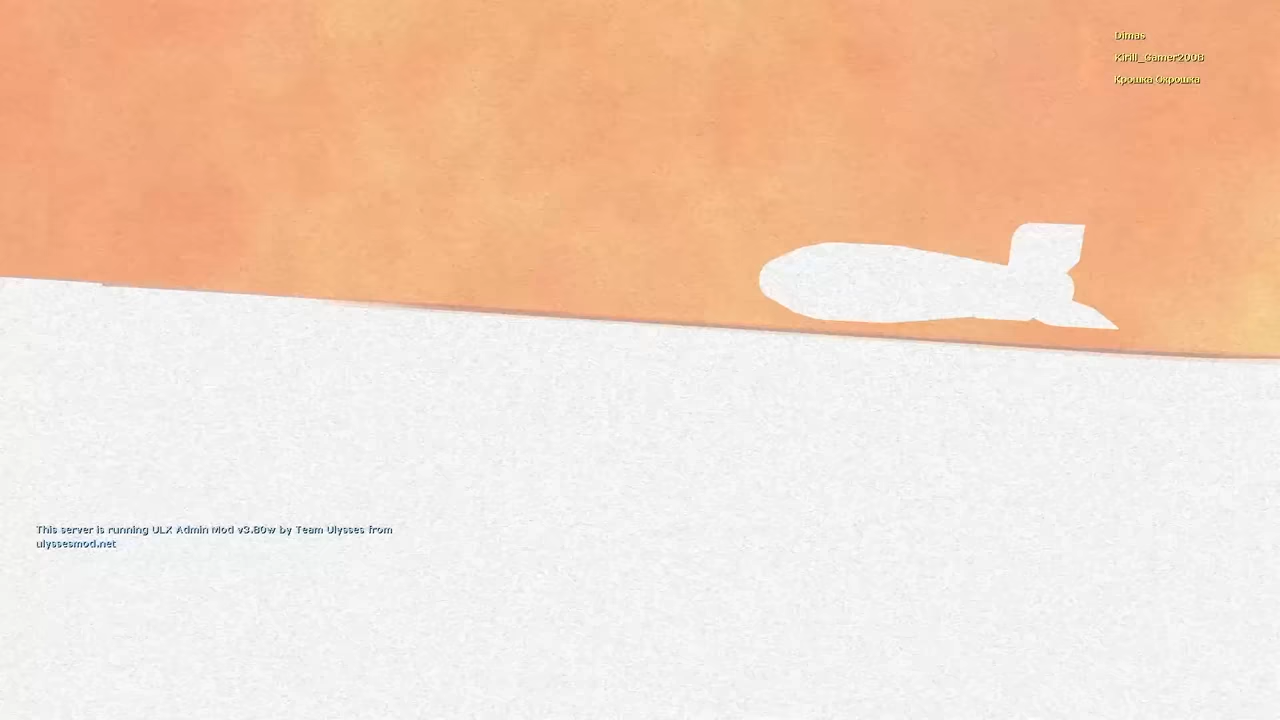 Dimas
Kirill_Gamer2008
Крошка Окрошка
This server is running ULX Admin Mod v3.80w by Team Ulysses from
ulyssesmod.net